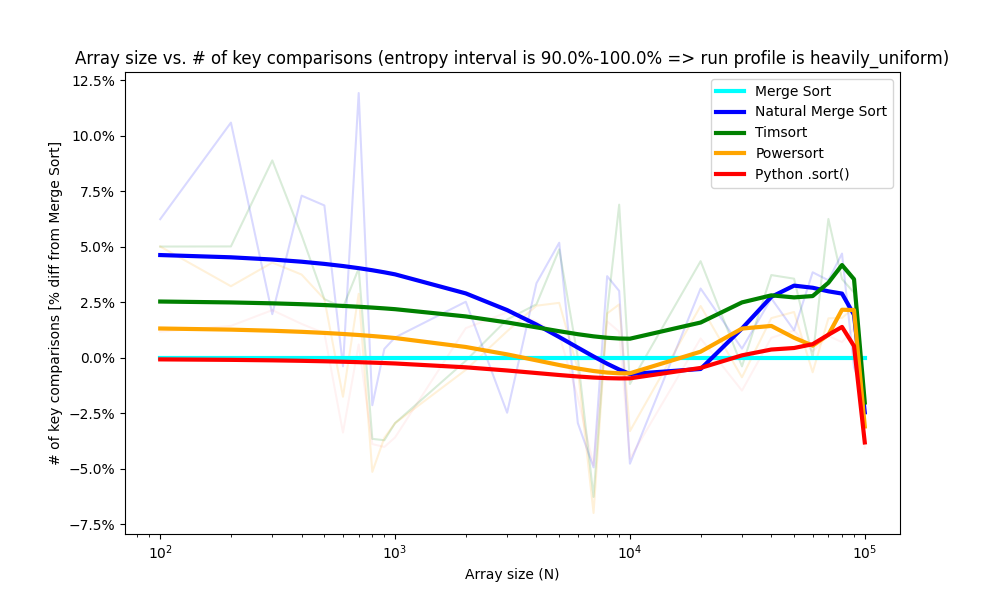 Array size vs. # of key comparisons (entropy interval is 90.0%-100.0% => run profile is heavily_uniform)
12.5%
10.0%
7.5%
5.0%
2.5%
0.0%
−2.5%
−5.0%
−7.5%
# of key comparisons [% diff from Merge Sort]
Merge Sort
Natural Merge Sort
Timsort
Powersort
Python .sort()
10²
10³
10⁴
10⁵
Array size (N)